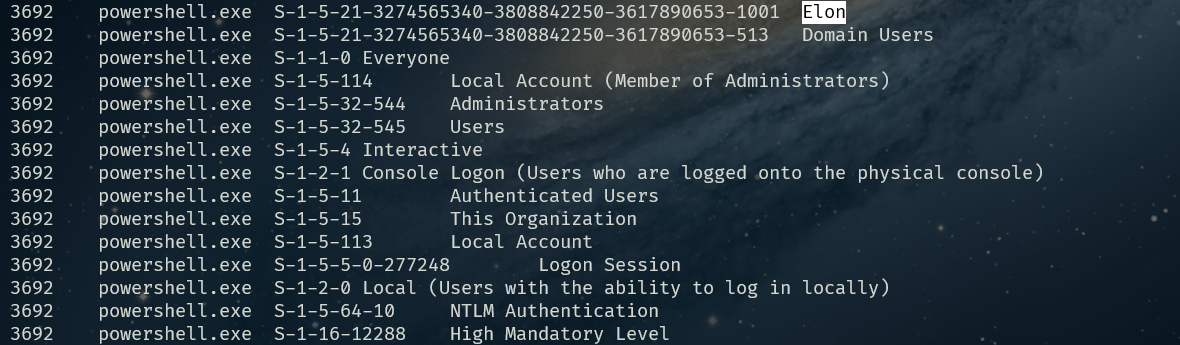 3692 powershell.exe S-1-5-21-3274565340-3808842250-3617890653-1001 Elon
3692 powershell.exe S-1-5-21-3274565340-3808842250-3617890653-513 Domain Users
3692 powershell.exe S-1-1-0 Everyone
3692 powershell.exe S-1-5-114 Local Account (Member of Administrators)
3692 powershell.exe S-1-5-32-544 Administrators
3692 powershell.exe S-1-5-32-545 Users
3692 powershell.exe S-1-5-4 Interactive
3692 powershell.exe S-1-2-1 Console Logon (Users who are logged onto the physical console)
3692 powershell.exe S-1-5-11 Authenticated Users
3692 powershell.exe S-1-5-15 This Organization
3692 powershell.exe S-1-5-113 Local Account
3692 powershell.exe S-1-5-5-0-277248 Logon Session
3692 powershell.exe S-1-2-0 Local (Users with the ability to log in locally)
3692 powershell.exe S-1-5-64-10 NTLM Authentication
3692 powershell.exe S-1-16-12288 High Mandatory Level